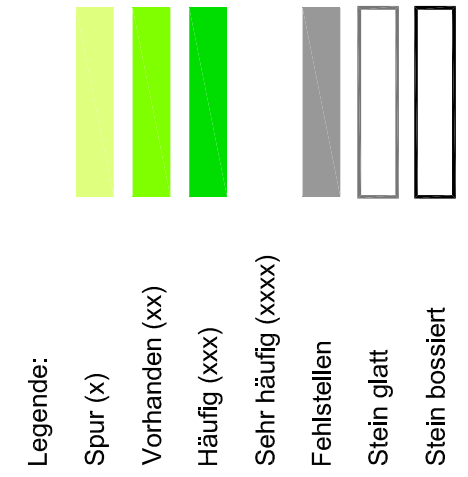 Legende:
Spur (x)
Vorhanden (xx)
Häufig (xxx)
Sehr häufig (xxxx)
Fehlstellen
Stein glatt
Stein bossiert